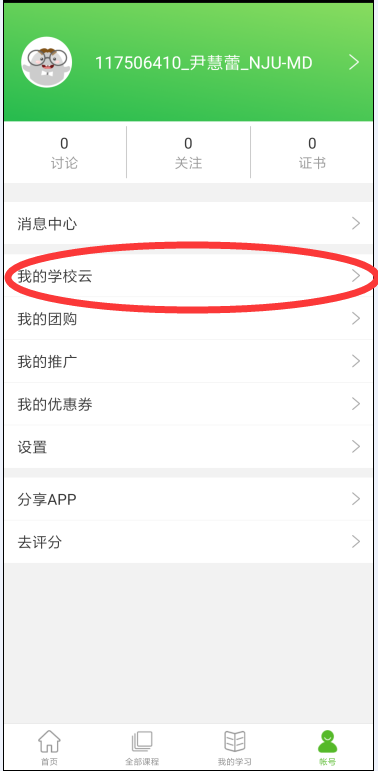 117506410_尹慧蕾_NJU-MD
0 0 0
讨论 关注 证书
消息中心
我的学校云
我的团购
我的推广
我的优惠券
设置
分享APP
去评分
首页 全部课程 我的学习 帐号